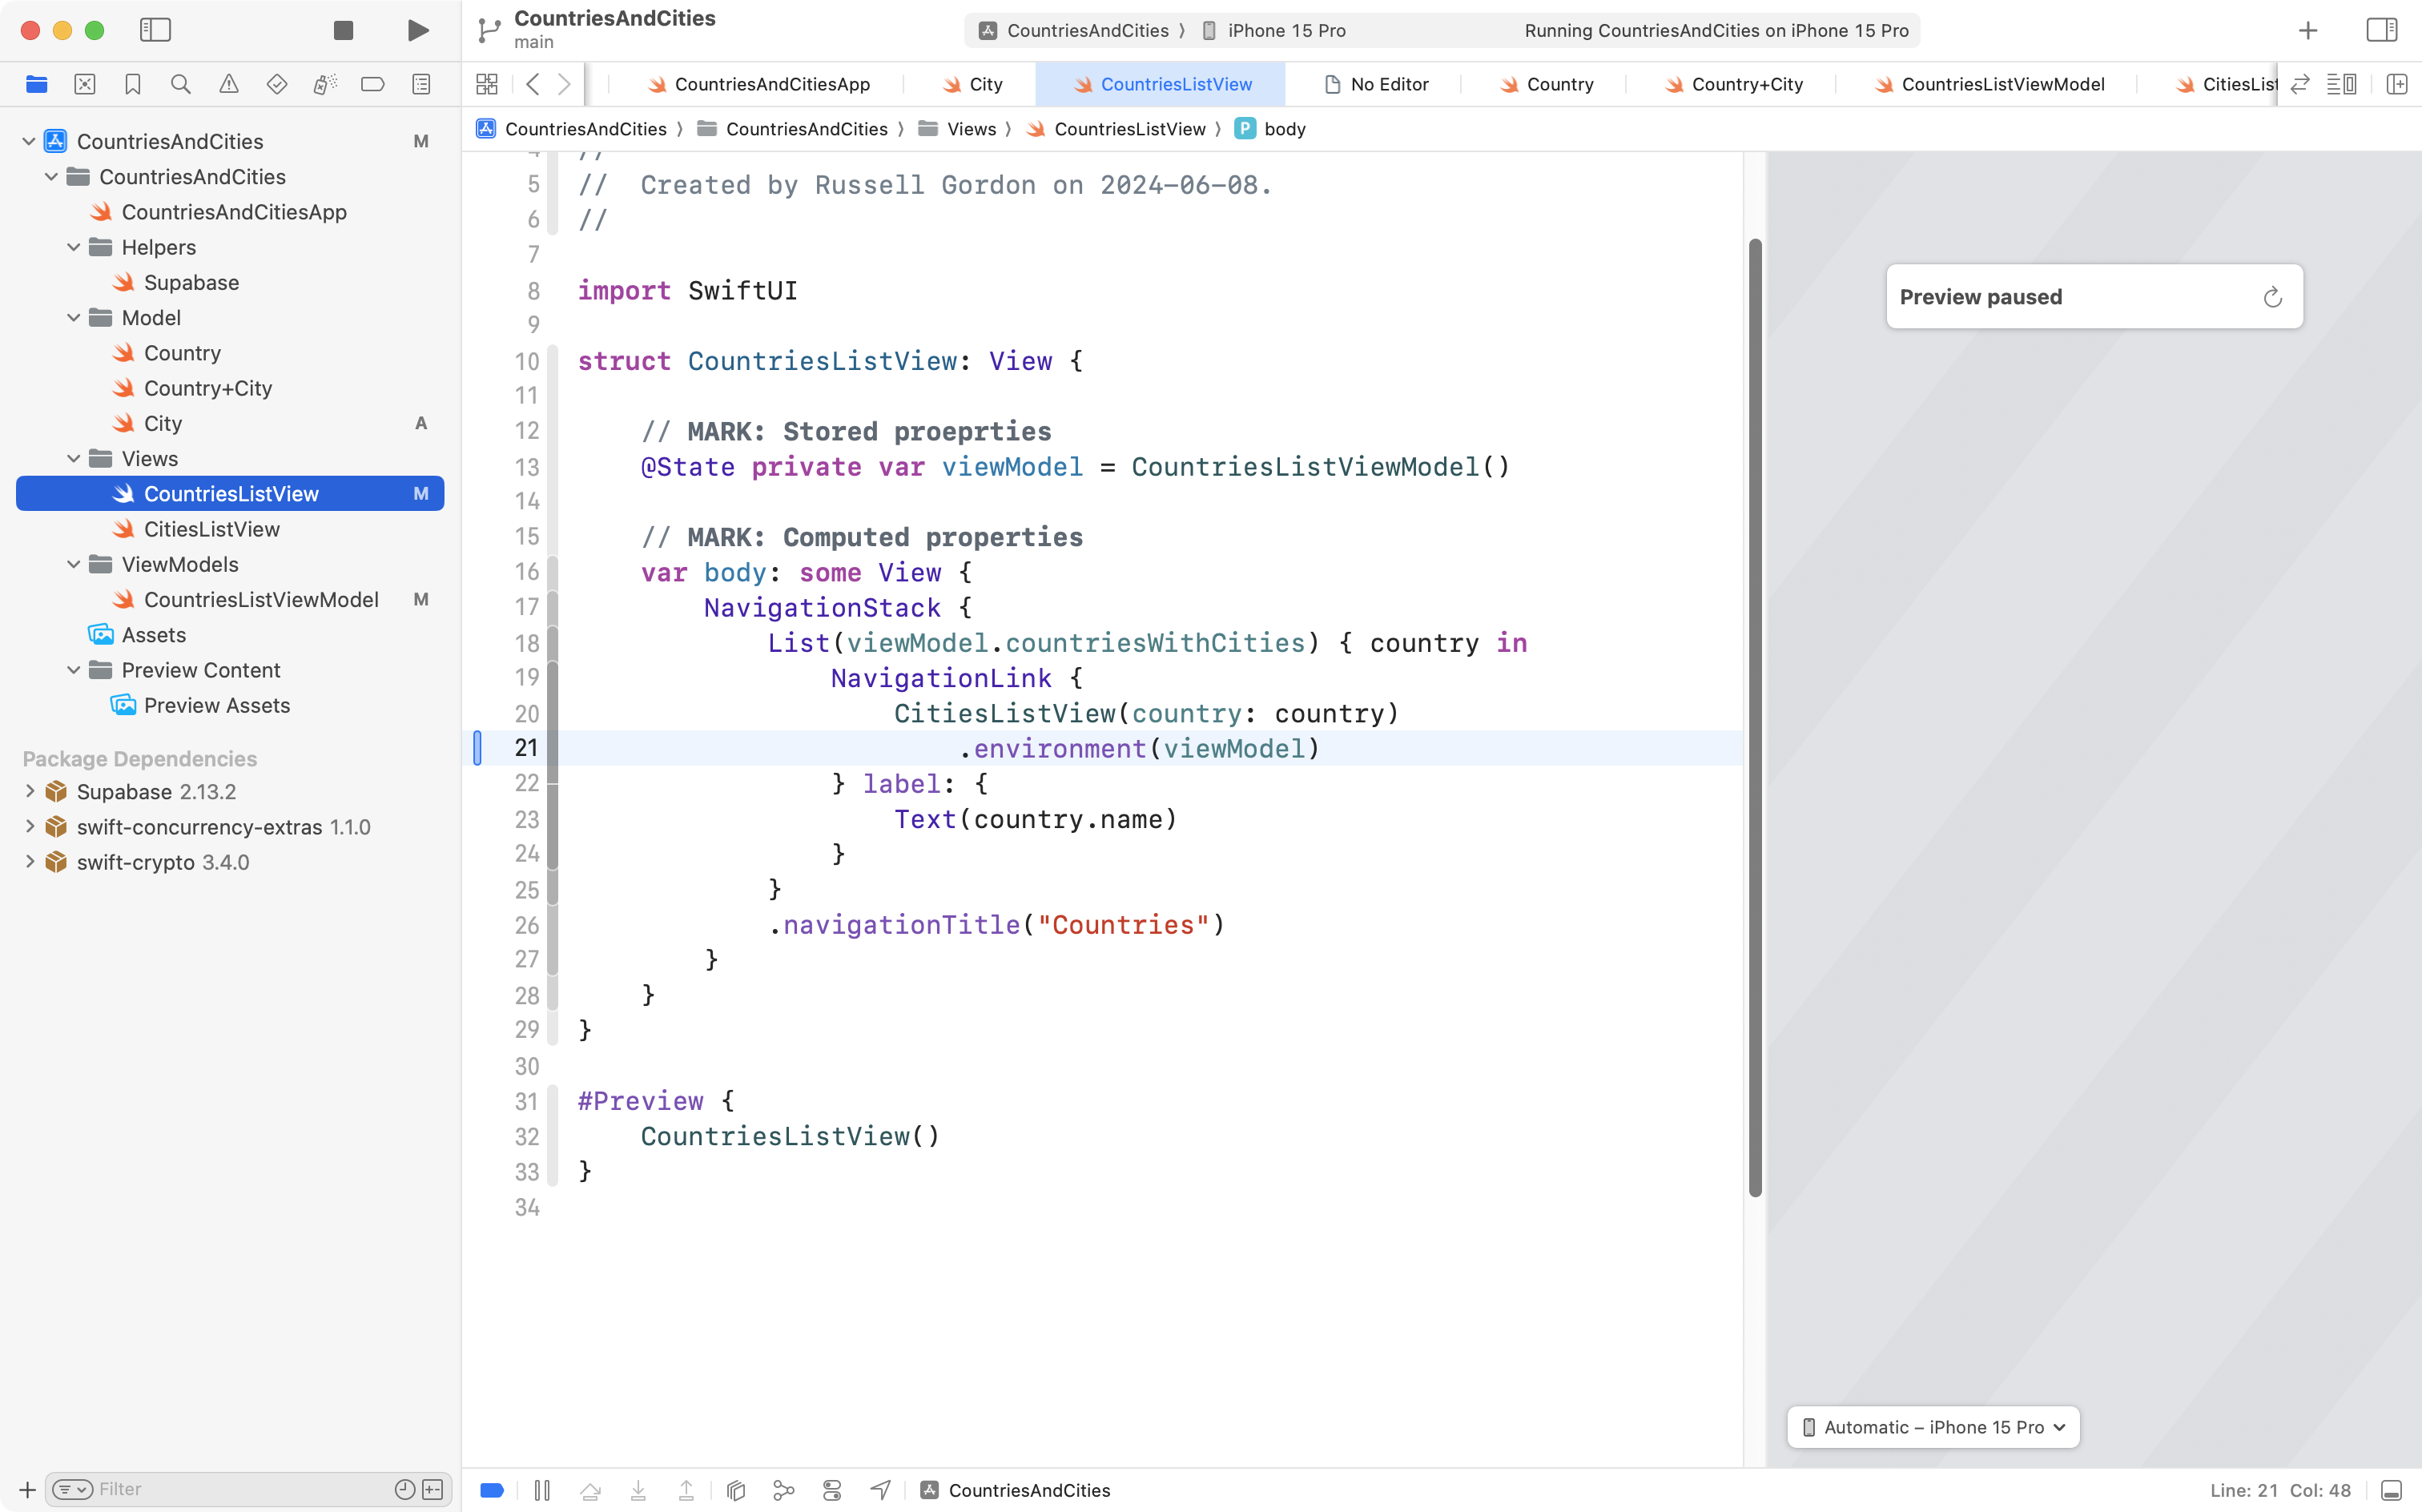 CountriesAndCities
main
CountriesAndCities 〉 iPhone 15 Pro
Running CountriesAndCities on iPhone 15 Pro
CountriesAndCitiesApp
City
CountriesListView
No Editor
Country
Country+City
CountriesListViewModel
CitiesList
CountriesAndCities 〉 CountriesAndCities 〉 Views 〉 CountriesListView 〉 P body
CountriesAndCities M
CountriesAndCities
CountriesAndCitiesApp
Helpers
Supabase
Model
Country
Country+City
City A
Views
CountriesListView M
CitiesListView
ViewModels
CountriesListViewModel M
Assets
Preview Content
Preview Assets
Package Dependencies
Supabase 2.13.2
swift-concurrency-extras 1.1.0
swift-crypto 3.4.0
Filter
4 //
5 //  Created by Russell Gordon on 2024-06-08.
6 //
7
8 import SwiftUI
9
10 struct CountriesListView: View {
11
12     // MARK: Stored proeprties
13     @State private var viewModel = CountriesListViewModel()
14
15     // MARK: Computed properties
16     var body: some View {
17         NavigationStack {
18             List(viewModel.countriesWithCities) { country in
19                 NavigationLink {
20                     CitiesListView(country: country)
21                         .environment(viewModel)
22                 } label: {
23                     Text(country.name)
24                 }
25             }
26             .navigationTitle("Countries")
27         }
28     }
29 }
30
31 #Preview {
32     CountriesListView()
33 }
34
Preview paused
Automatic – iPhone 15 Pro
CountriesAndCities
Line: 21 Col: 48